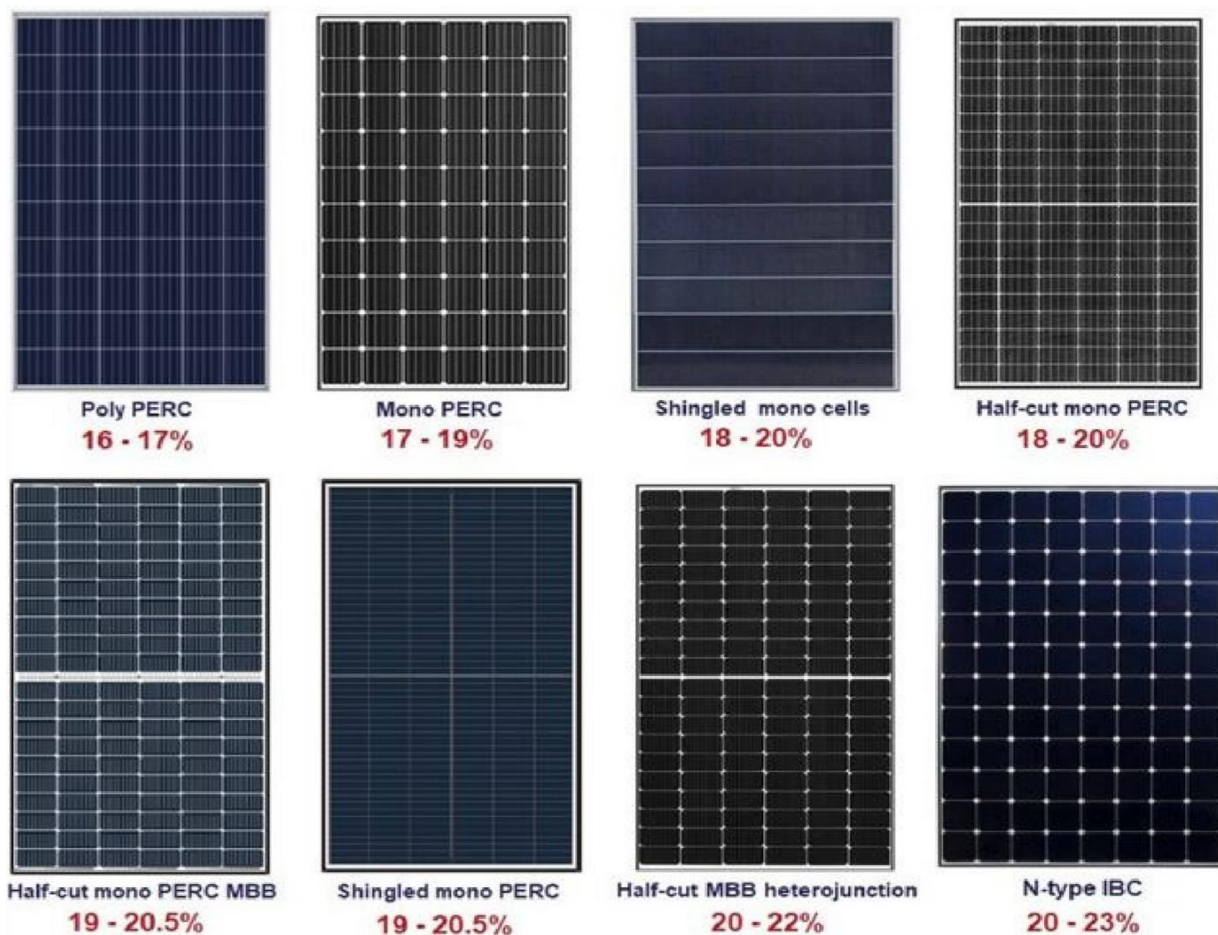 Poly PERC
16 - 17%
Mono PERC
17 - 19%
Shingled mono cells
18 - 20%
Half-cut mono PERC
18 - 20%
Half-cut mono PERC MBB
19 - 20.5%
Shingled mono PERC
19 - 20.5%
Half-cut MBB heterojunction
20 - 22%
N-type IBC
20 - 23%